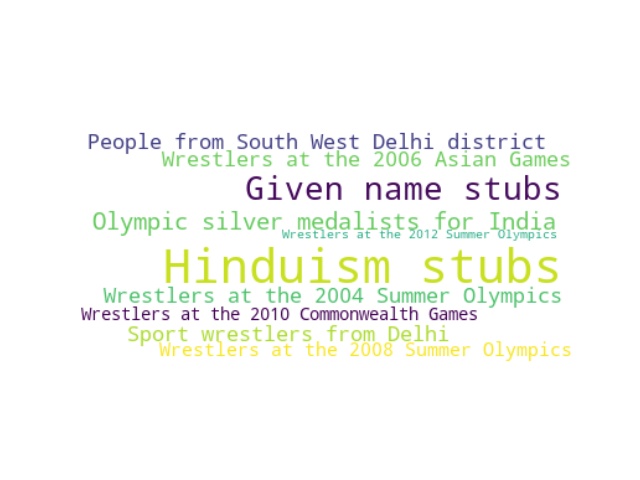 People from South West Delhi district
Wrestlers at the 2006 Asian Games
Given name stubs
Olympic silver medalists for India
Wrestlers at the 2012 Summer Olympics
Hinduism stubs
Wrestlers at the 2004 Summer Olympics
Wrestlers at the 2010 Commonwealth Games
Sport wrestlers from Delhi
Wrestlers at the 2008 Summer Olympics